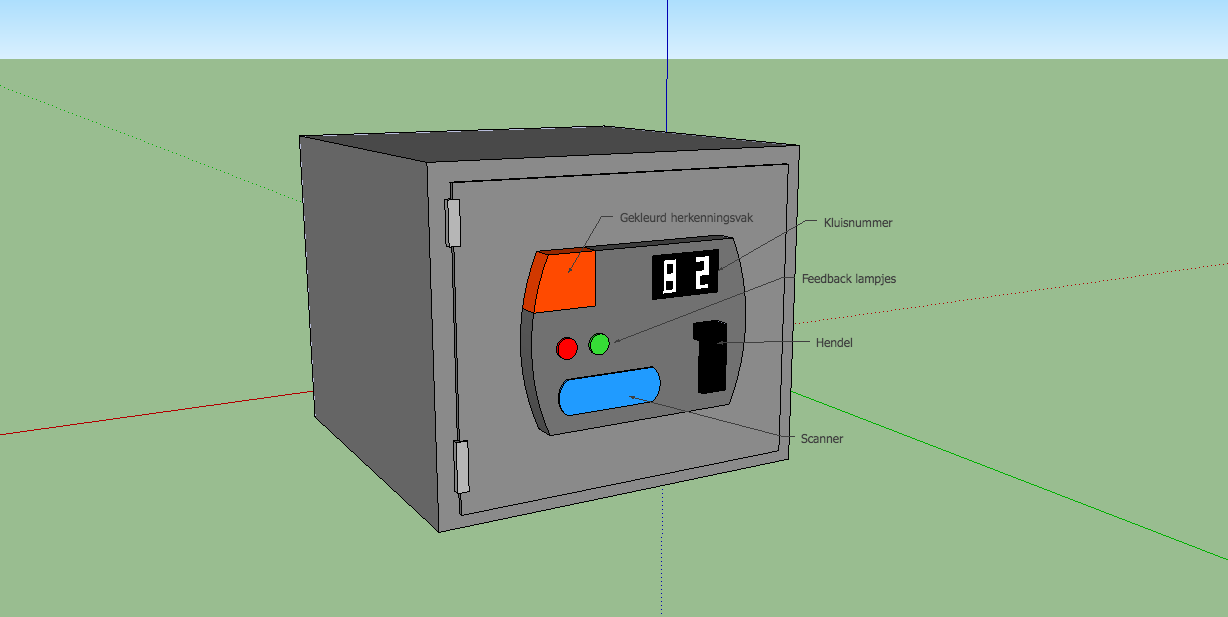 Gekleurd herkenningsvak
Kluisnummer
82
Feedback lampjes
Hendel
Scanner